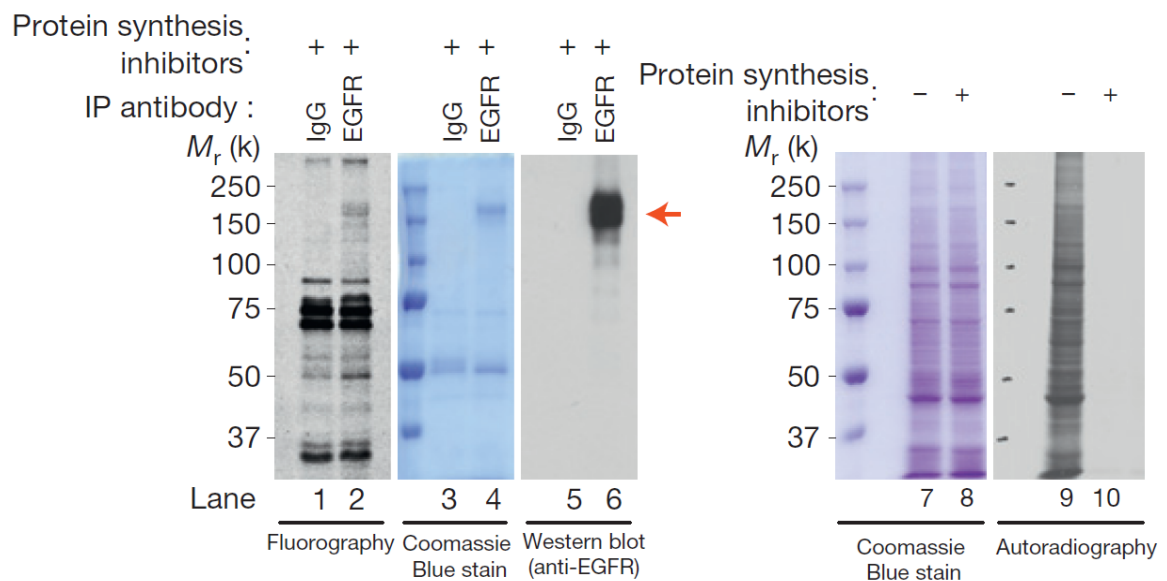 Protein synthesis
inhibitors : + + + + + +
IP antibody : IgG EGFR IgG EGFR IgG EGFR
Mr (k)
250
150
100
75
50
37
Lane 1 2 3 4 5 6
Fluorography
Coomassie
Blue stain
Western blot
(anti-EGFR)
Protein synthesis
inhibitors : − + − +
Mr (k)
250
150
100
75
50
37
7 8 9 10
Coomassie
Blue stain
Autoradiography